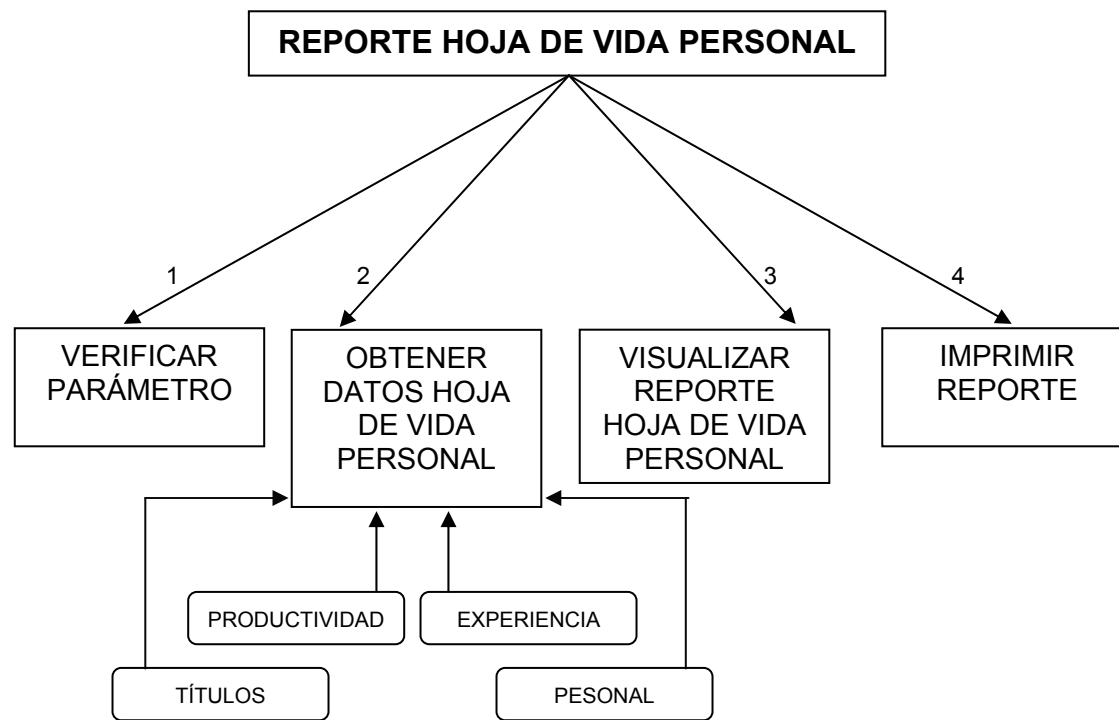 REPORTE HOJA DE VIDA PERSONAL
1
2
3
4
VERIFICAR
PARÁMETRO
OBTENER
DATOS HOJA
DE VIDA
PERSONAL
VISUALIZAR
REPORTE
HOJA DE VIDA
PERSONAL
IMPRIMIR
REPORTE
PRODUCTIVIDAD
EXPERIENCIA
TÍTULOS
PESONAL